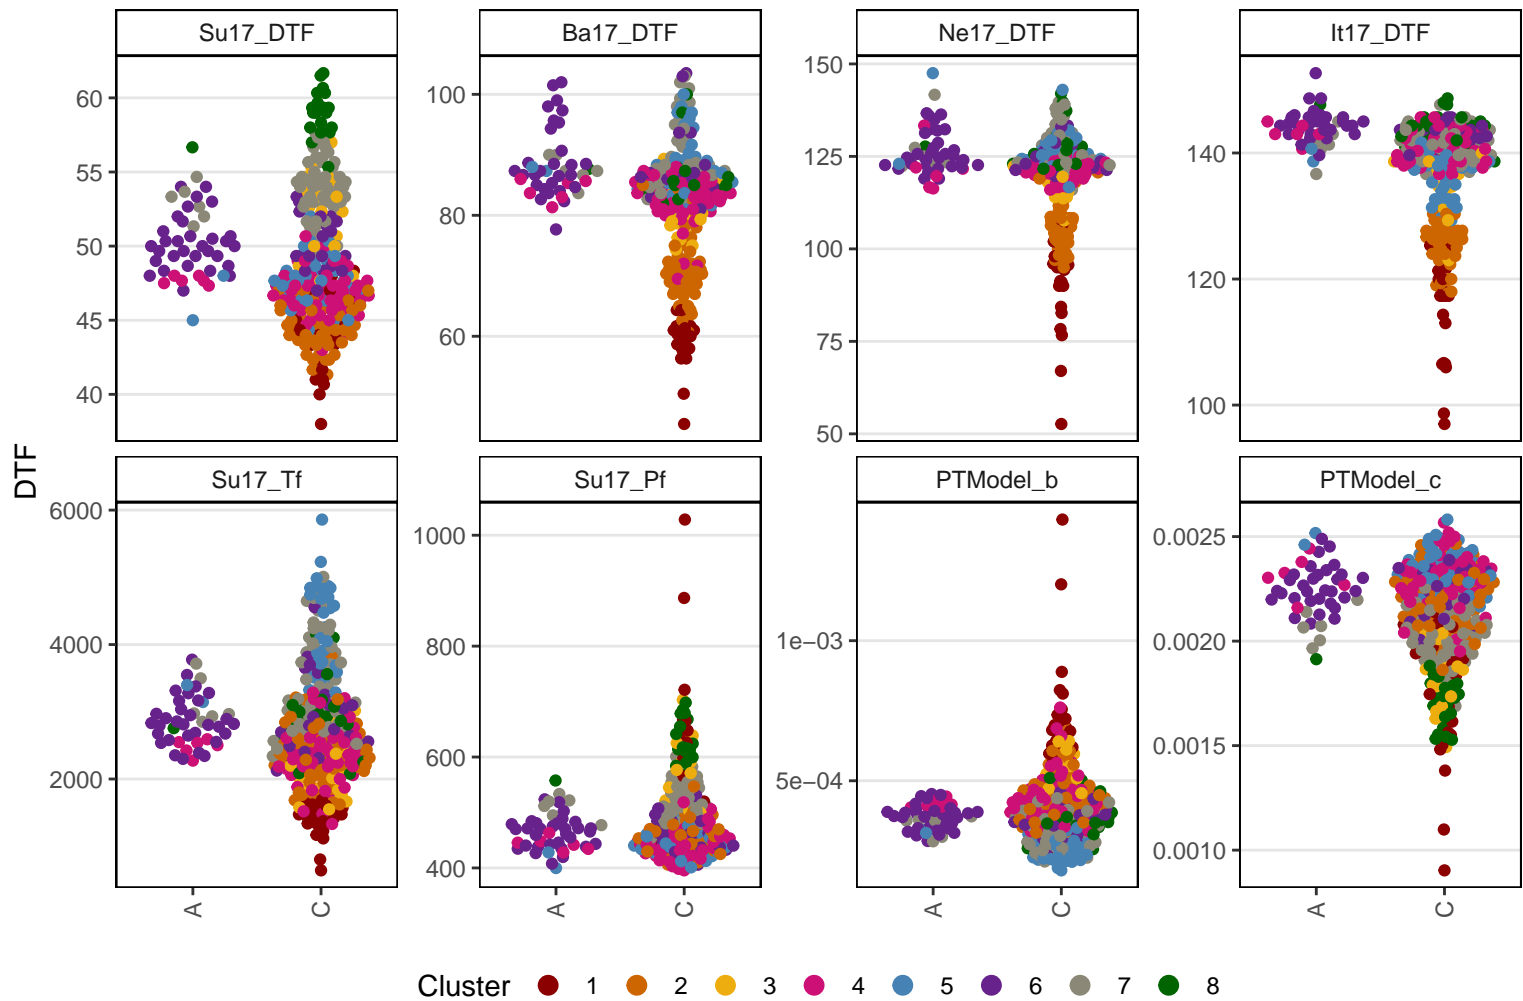 Su17_DTF
Ba17_DTF
Ne17_DTF
It17_DTF
60
55
50
45
40
100
80
60
150
125
100
75
50
140
120
100
DTF
Su17_Tf
Su17_Pf
PTModel_b
PTModel_c
6000
4000
2000
1000
800
600
400
1e−03
5e−04
0.0025
0.0020
0.0015
0.0010
A
C
A
C
A
C
A
C
Cluster 1 2 3 4 5 6 7 8